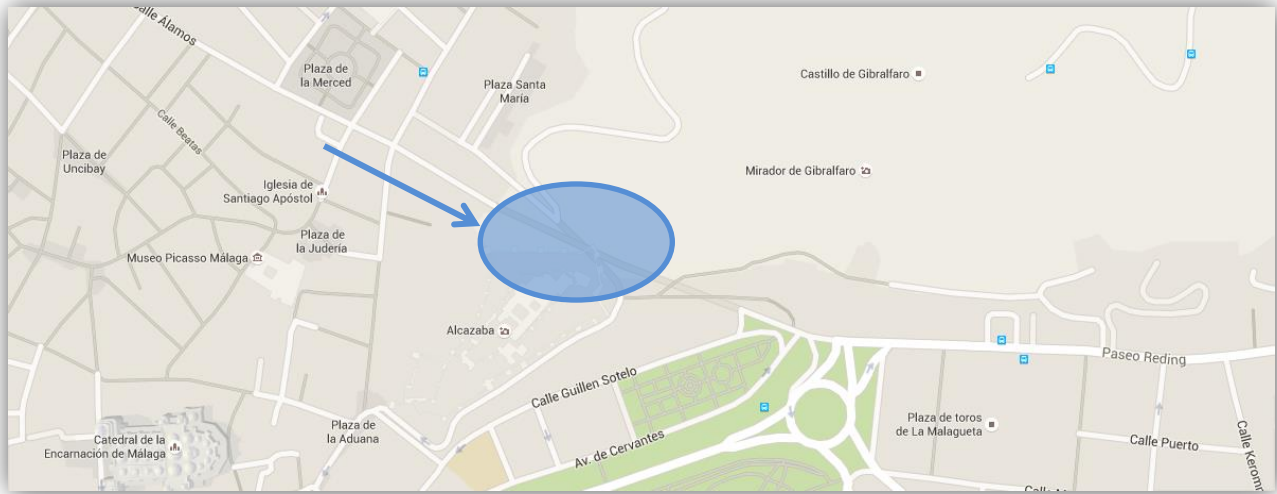 Calle Álamos
Plaza de
la Merced
Plaza Santa
María
Castillo de Gibralfaro
Calle Beatas
Plaza de
Uncibay
Mirador de Gibralfaro
Iglesia de
Santiago Apóstol
Plaza de
la Judería
Museo Picasso Málaga
Alcazaba
Paseo Reding
Calle Guillen Sotelo
Plaza de
la Aduana
Plaza de toros
de La Malagueta
Catedral de la
Encarnación de Málaga
Av. de Cervantes
Calle Puerto